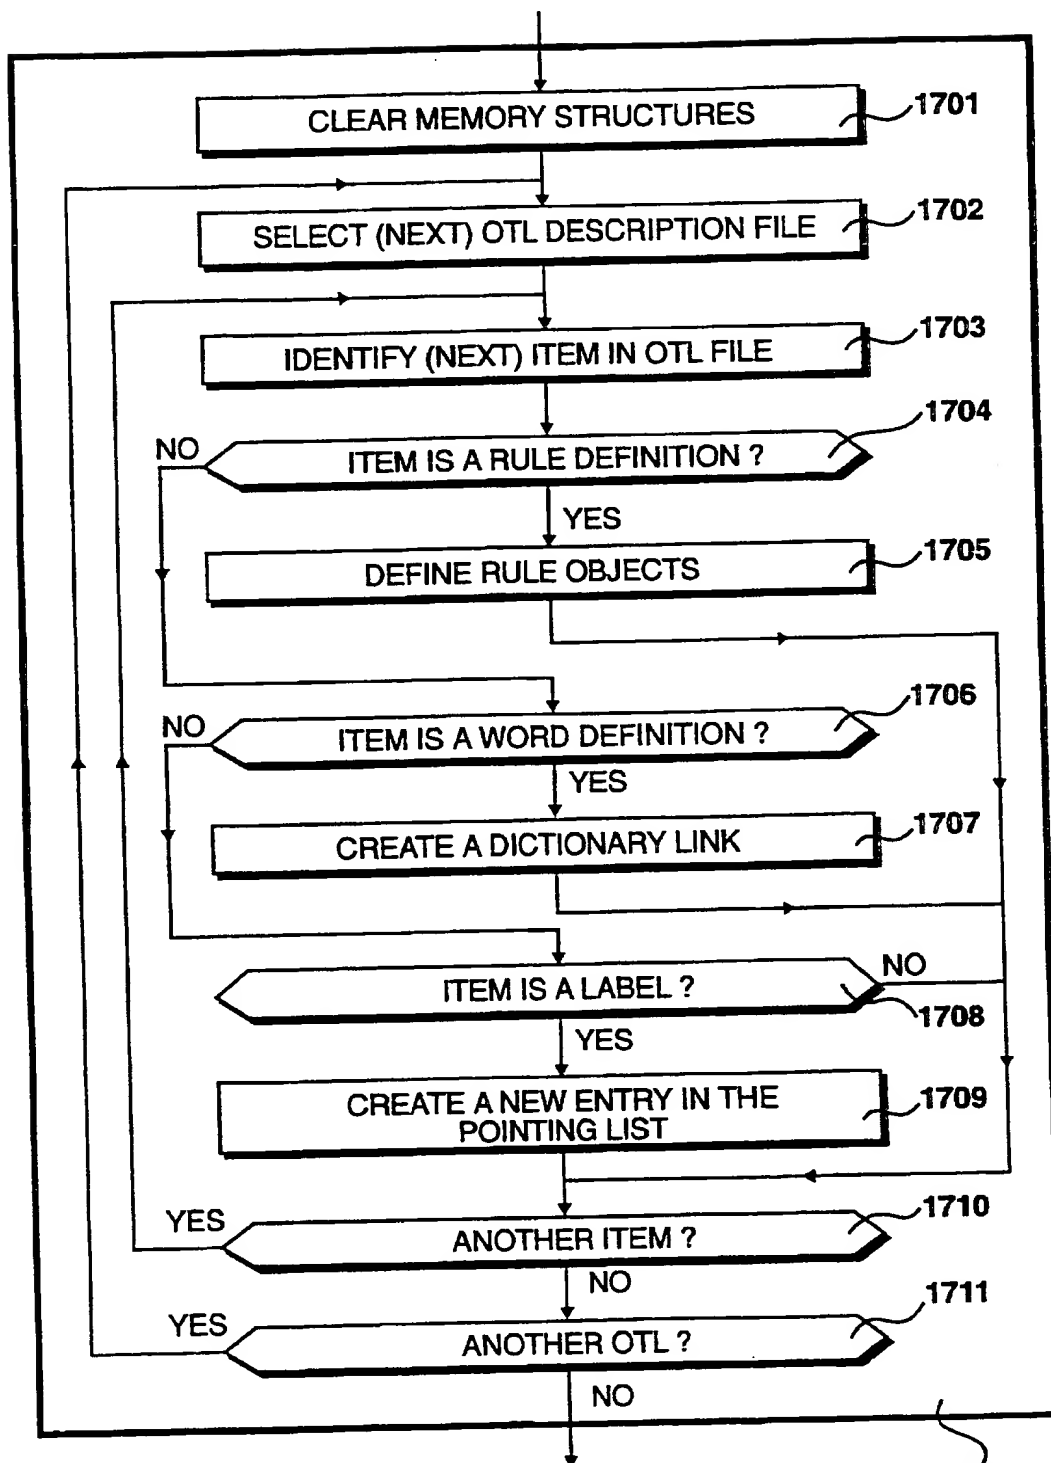 CLEAR MEMORY STRUCTURES
1701
SELECT (NEXT) OTL DESCRIPTION FILE
1702
IDENTIFY (NEXT) ITEM IN OTL FILE
1703
NO
ITEM IS A RULE DEFINITION ?
1704
YES
DEFINE RULE OBJECTS
1705
NO
ITEM IS A WORD DEFINITION ?
1706
YES
CREATE A DICTIONARY LINK
1707
ITEM IS A LABEL ?
NO
1708
YES
CREATE A NEW ENTRY IN THE
POINTING LIST
1709
YES
ANOTHER ITEM ?
1710
NO
YES
ANOTHER OTL ?
1711
NO